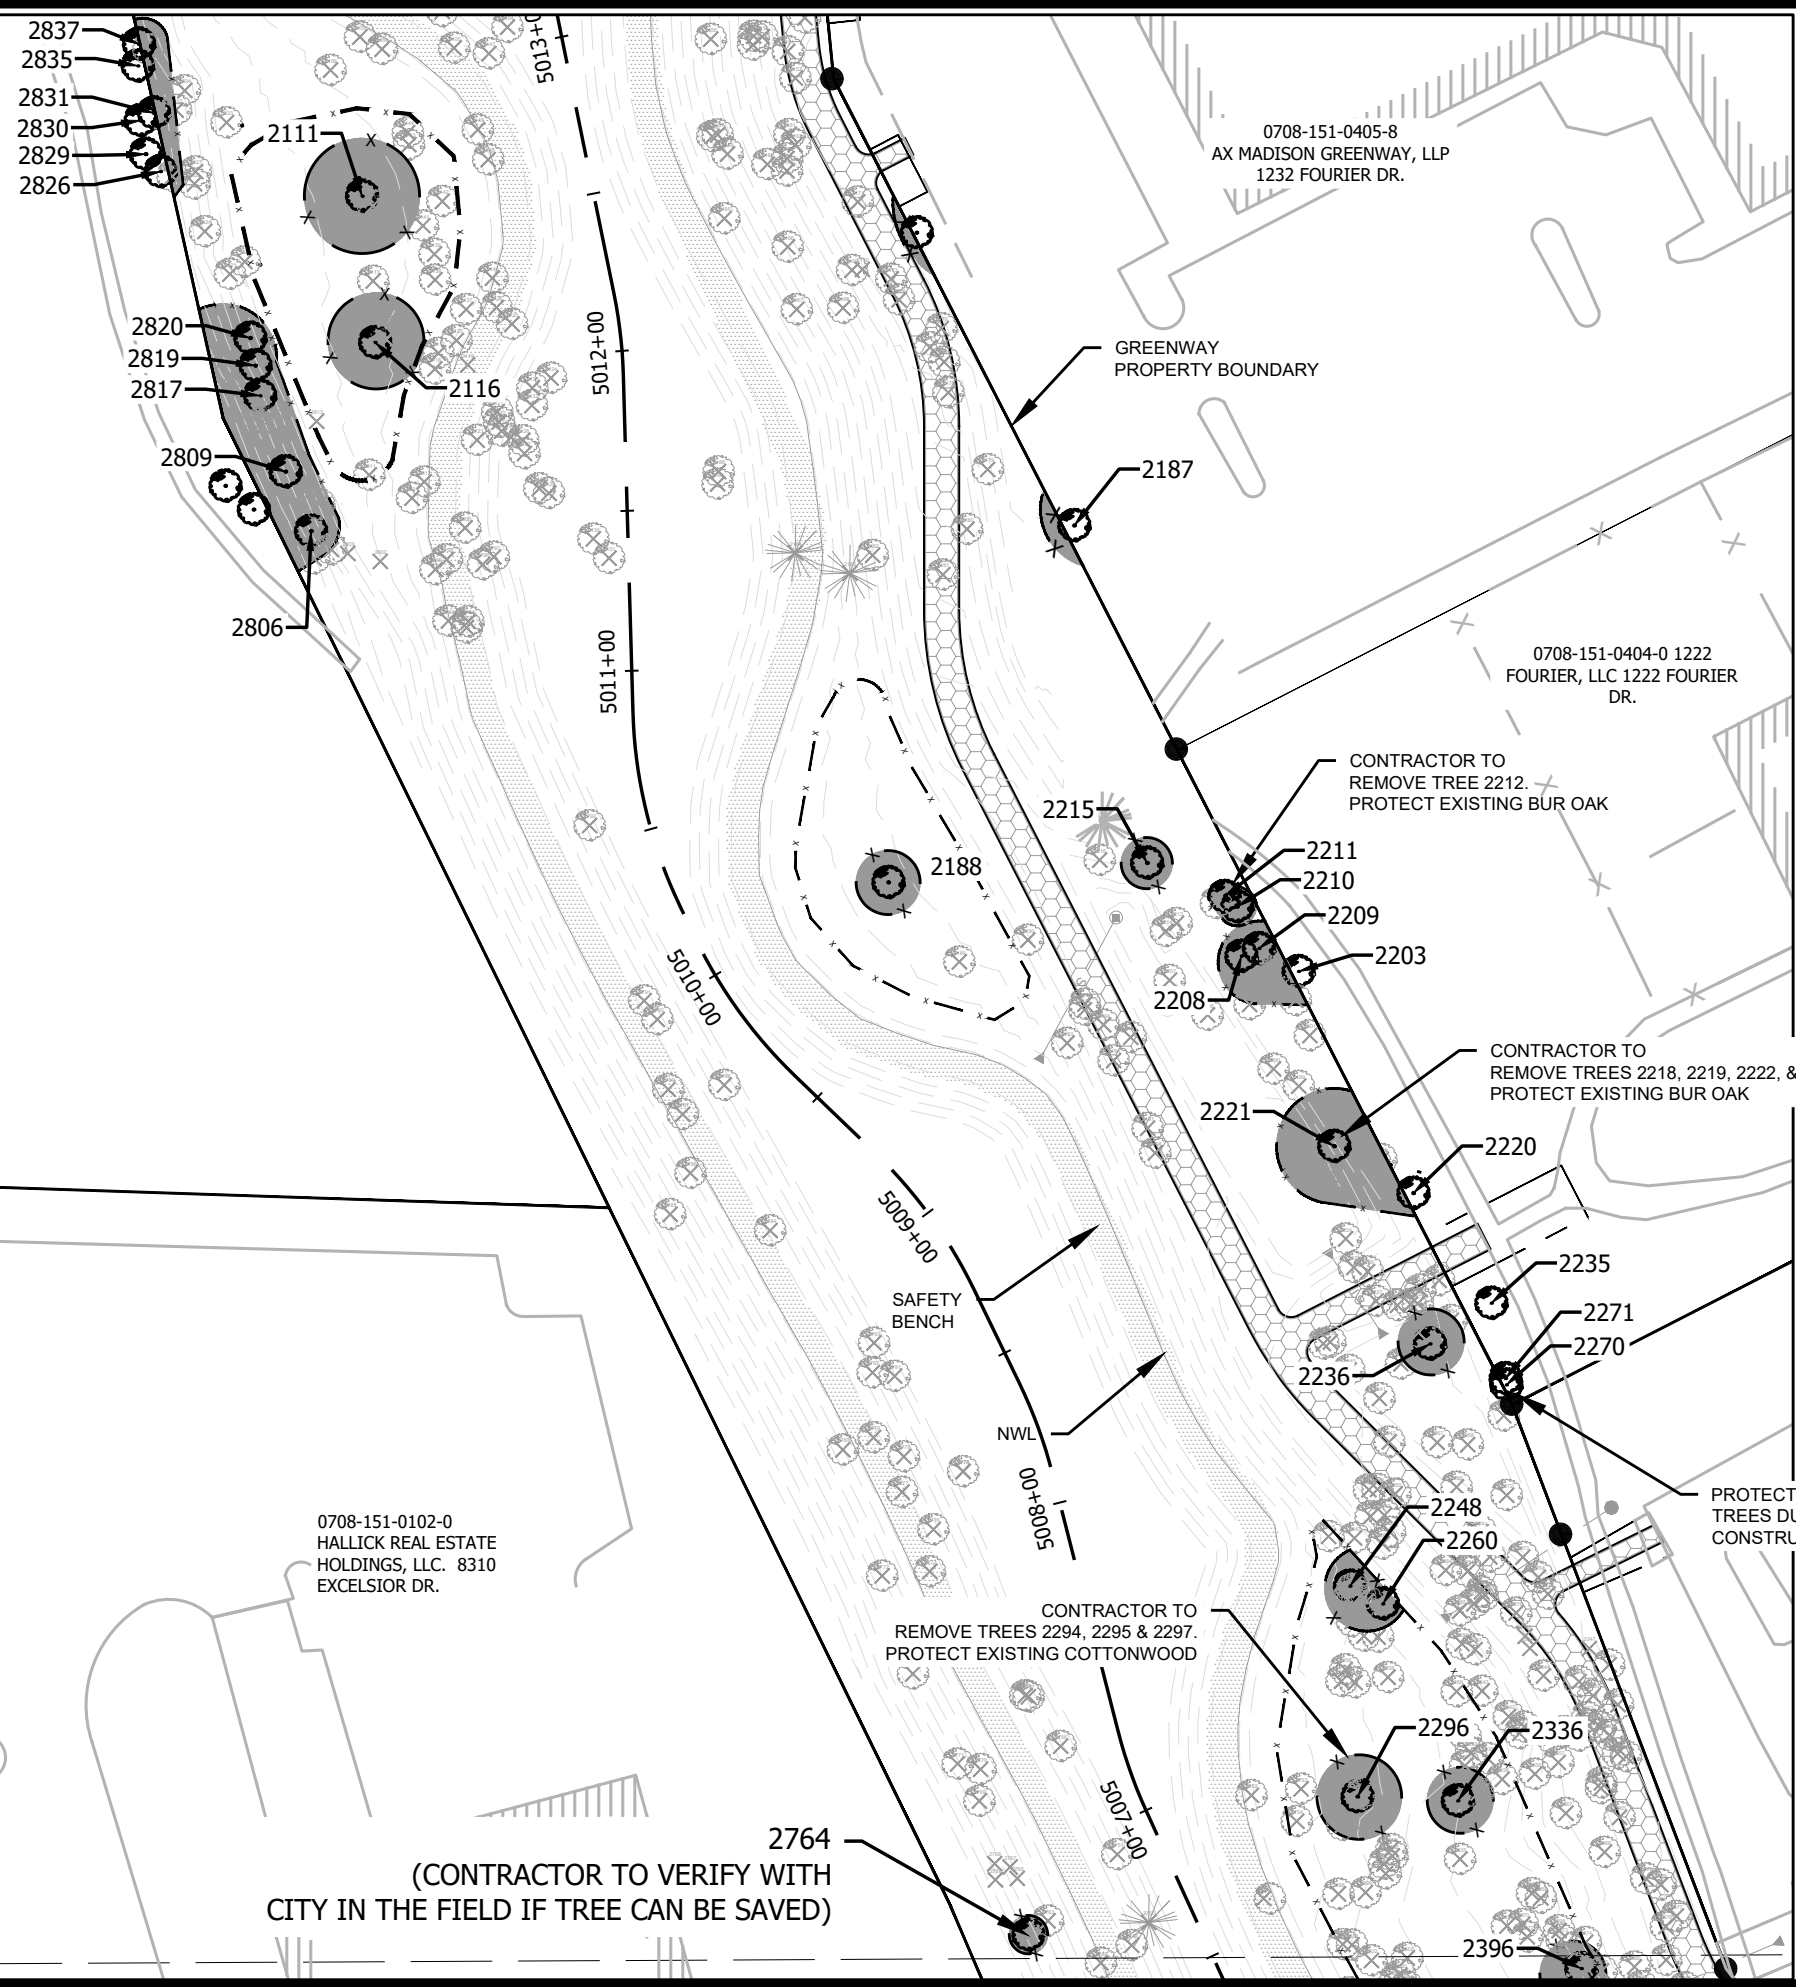 2837
2835
2831
2830
2829
2826
2111
5013+0
0708-151-0405-8
AX MADISON GREENWAY, LLP
1232 FOURIER DR.
2820
2819
2817
2116
5012+00
GREENWAY
PROPERTY BOUNDARY
2809
2187
2806
5011+00
0708-151-0404-0 1222
FOURIER, LLC 1222 FOURIER
DR.
CONTRACTOR TO
REMOVE TREE 2212.
PROTECT EXISTING BUR OAK
2215
2188
2211
2210
2209
2203
2208
5010+00
CONTRACTOR TO
REMOVE TREES 2218, 2219, 2222, &
PROTECT EXISTING BUR OAK
2221
2220
5009+00
SAFETY
BENCH
2235
2271
2270
2236
NWL
5008+00
PROTECT
TREES DU
CONSTRU
2248
2260
0708-151-0102-0
HALLICK REAL ESTATE
HOLDINGS, LLC. 8310
EXCELSIOR DR.
CONTRACTOR TO
REMOVE TREES 2294, 2295 & 2297.
PROTECT EXISTING COTTONWOOD
2296
2336
5007+00
2764
(CONTRACTOR TO VERIFY WITH
CITY IN THE FIELD IF TREE CAN BE SAVED)
2396